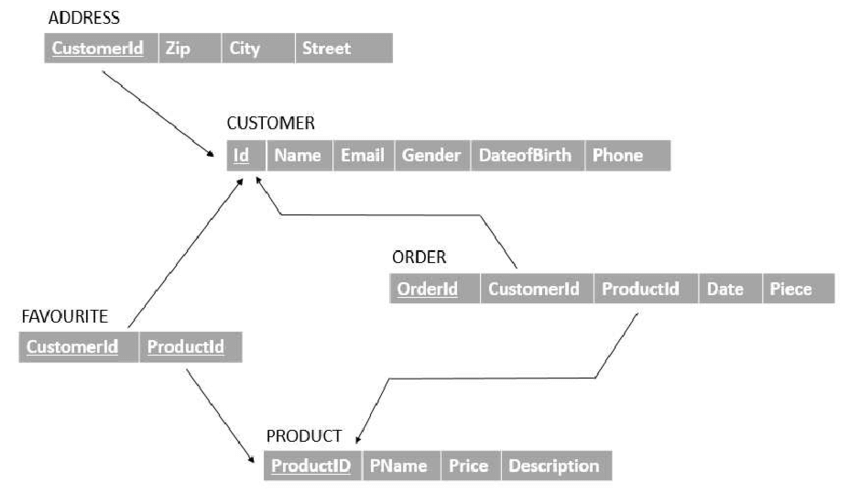 ADDRESS
CustomerId Zip City Street
CUSTOMER
Id Name Email Gender DateofBirth Phone
ORDER
OrderId CustomerId ProductId Date Piece
FAVOURITE
CustomerId ProductId
PRODUCT
ProductID PName Price Description